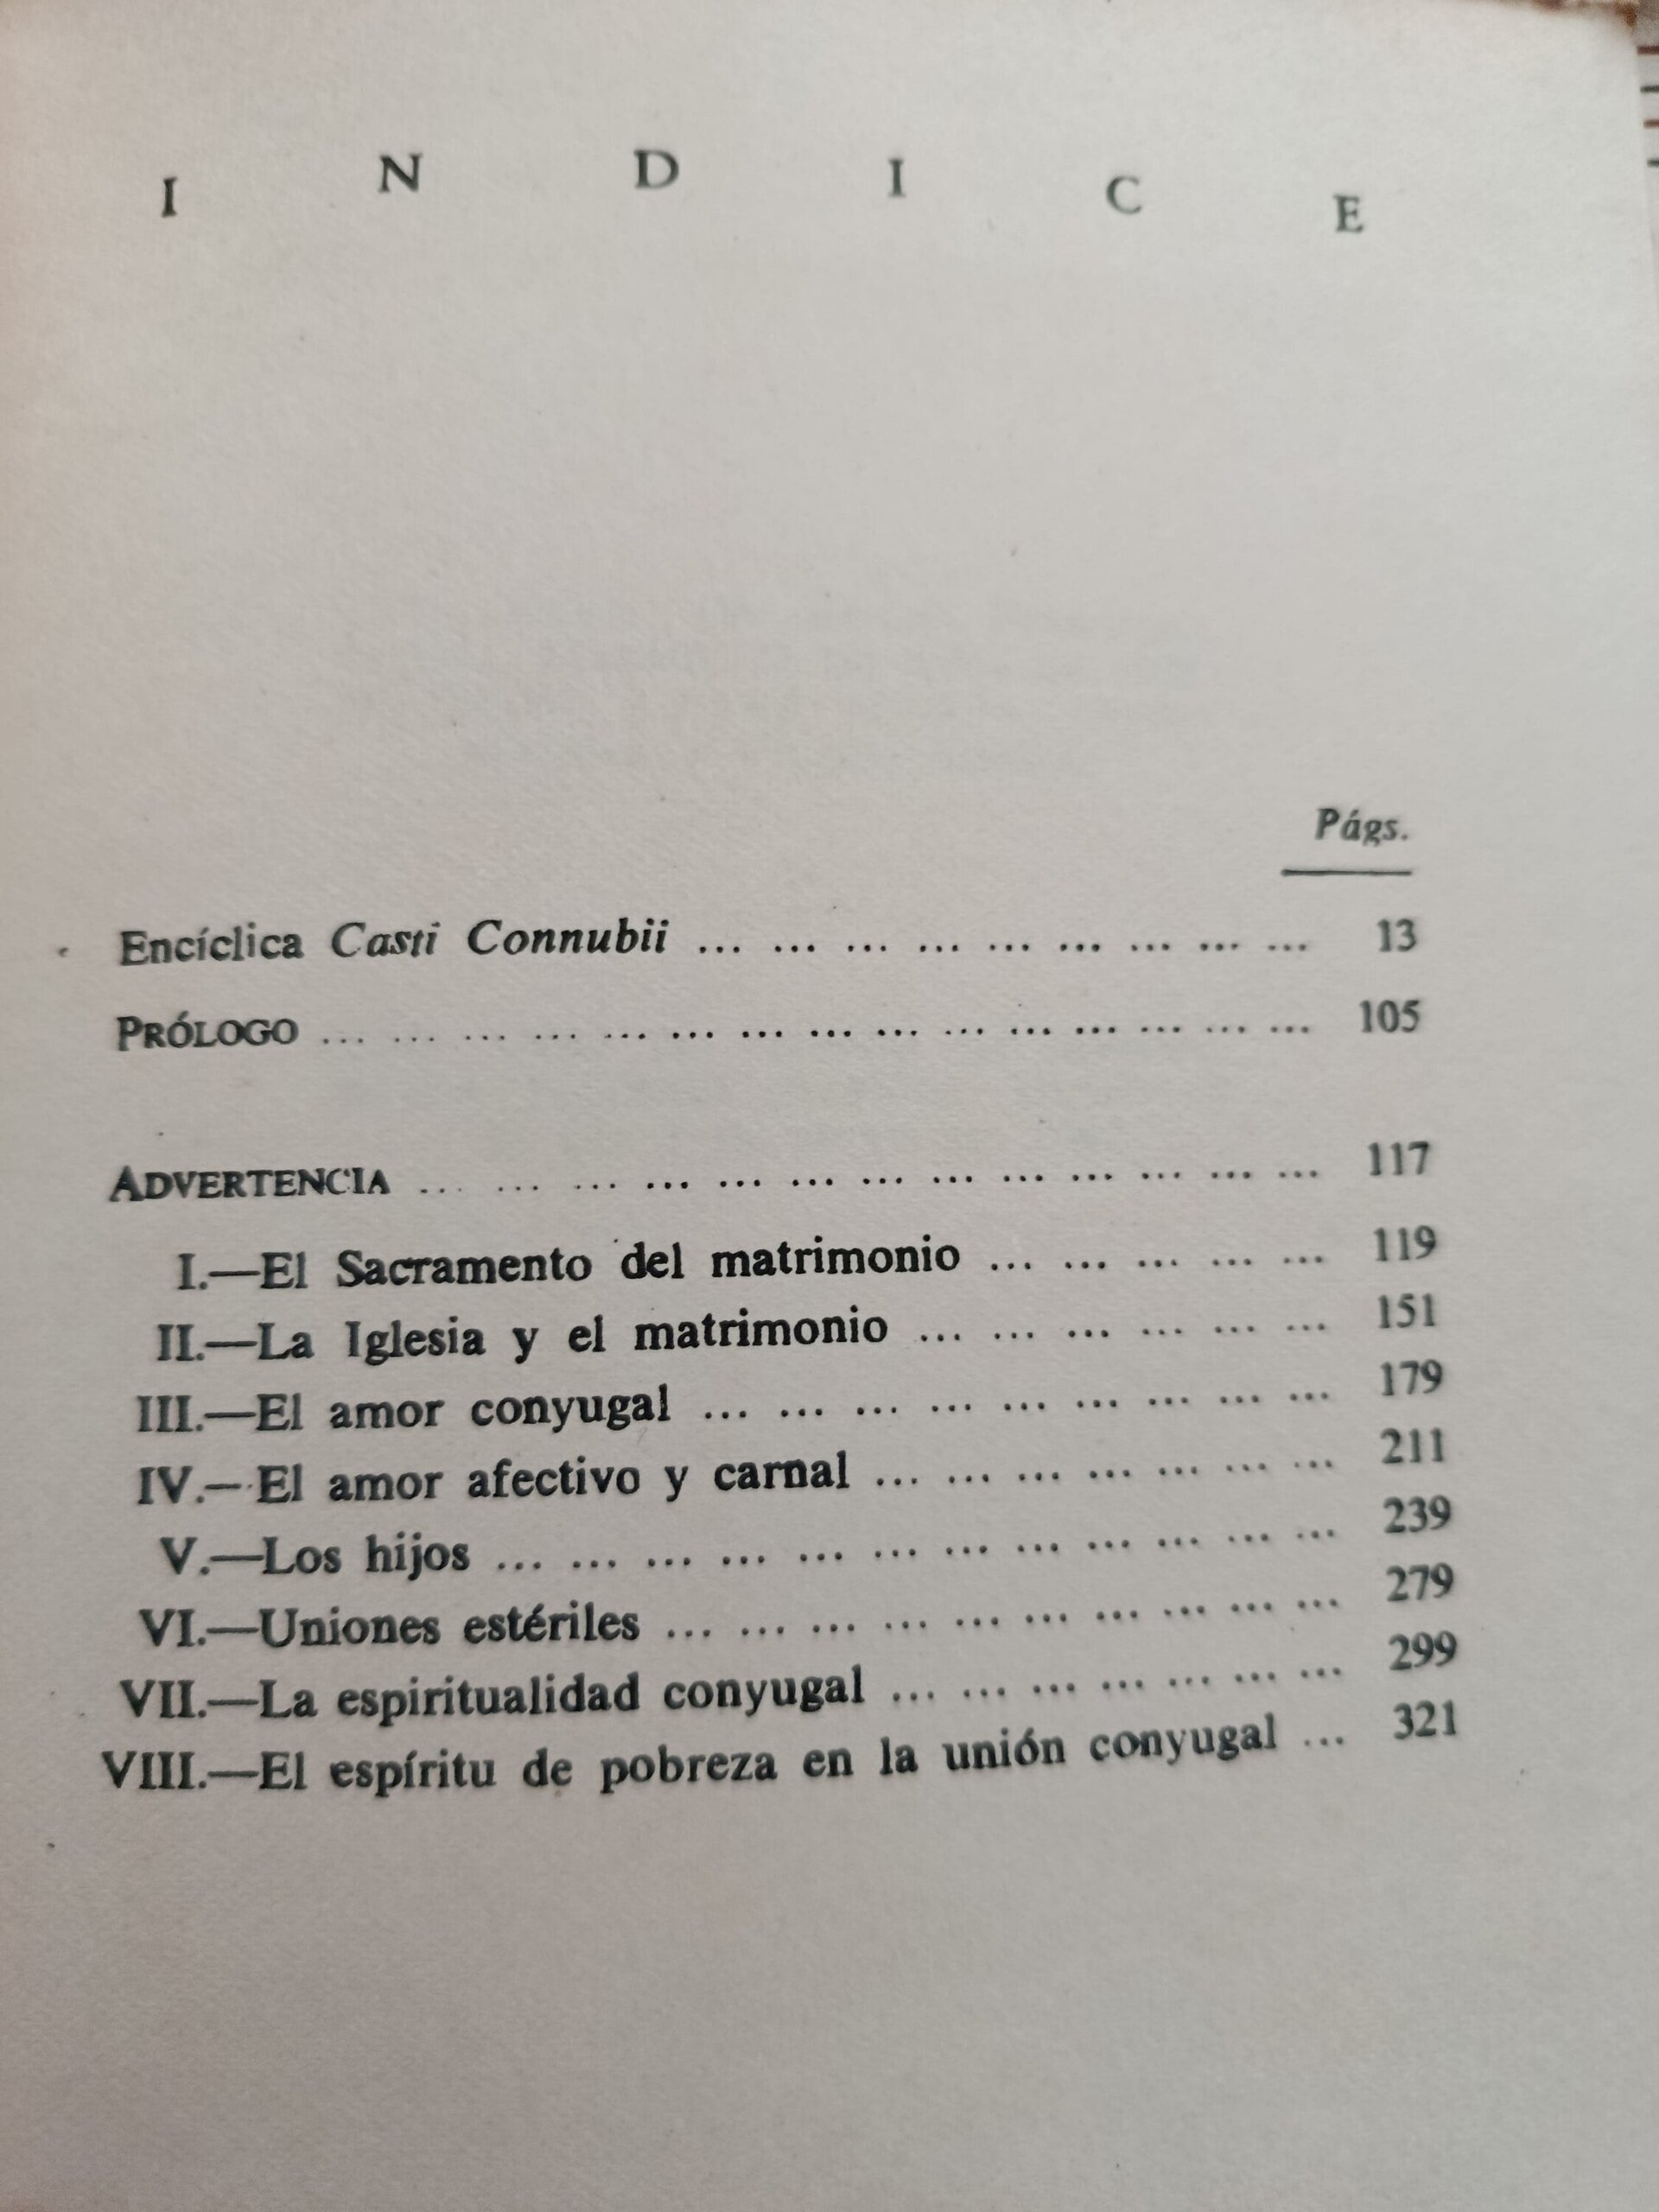 I N D I C E
Págs.
Encíclica Casti Connubii ... ... ... ... ... ... ... ... ... 13
PRÓLOGO ... ... ... ... ... ... ... ... ... ... ... ... ... ... 105
ADVERTENCIA ... ... ... ... ... ... ... ... ... ... ... ... ... 117
I.—El Sacramento del matrimonio ... ... ... ... ... 119
II.—La Iglesia y el matrimonio ... ... ... ... ... ... 151
III.—El amor conyugal ... ... ... ... ... ... ... ... ... 179
IV.—El amor afectivo y carnal ... ... ... ... ... ... ... 211
V.—Los hijos ... ... ... ... ... ... ... ... ... ... ... ... 239
VI.—Uniones estériles ... ... ... ... ... ... ... ... ... ... 279
VII.—La espiritualidad conyugal ... ... ... ... ... ... ... 299
VIII.—El espíritu de pobreza en la unión conyugal ... 321